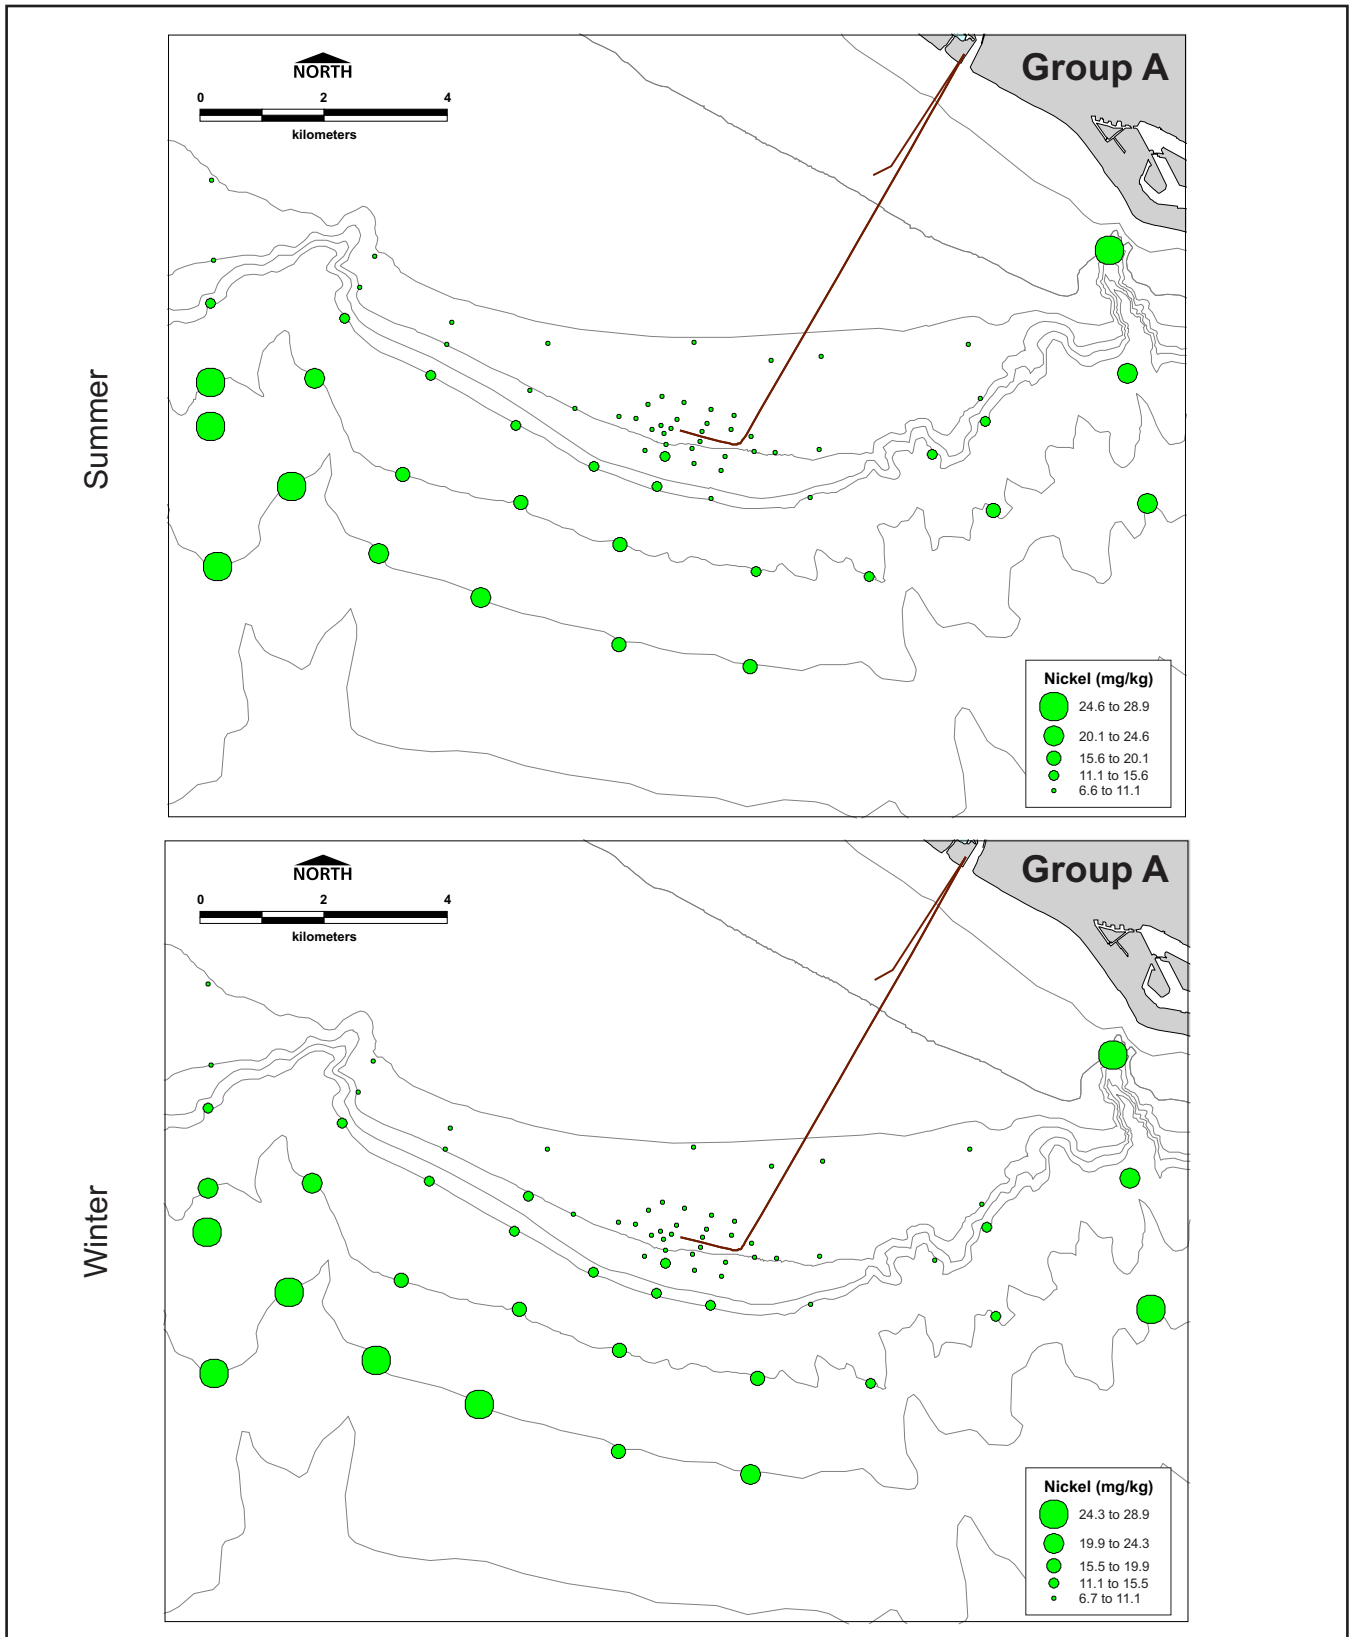 Summer
Group A
NORTH
0 2 4
kilometers
Nickel (mg/kg)
24.6 to 28.9
20.1 to 24.6
15.6 to 20.1
11.1 to 15.6
6.6 to 11.1
Winter
Group A
NORTH
0 2 4
kilometers
Nickel (mg/kg)
24.3 to 28.9
19.9 to 24.3
15.5 to 19.9
11.1 to 15.5
6.7 to 11.1